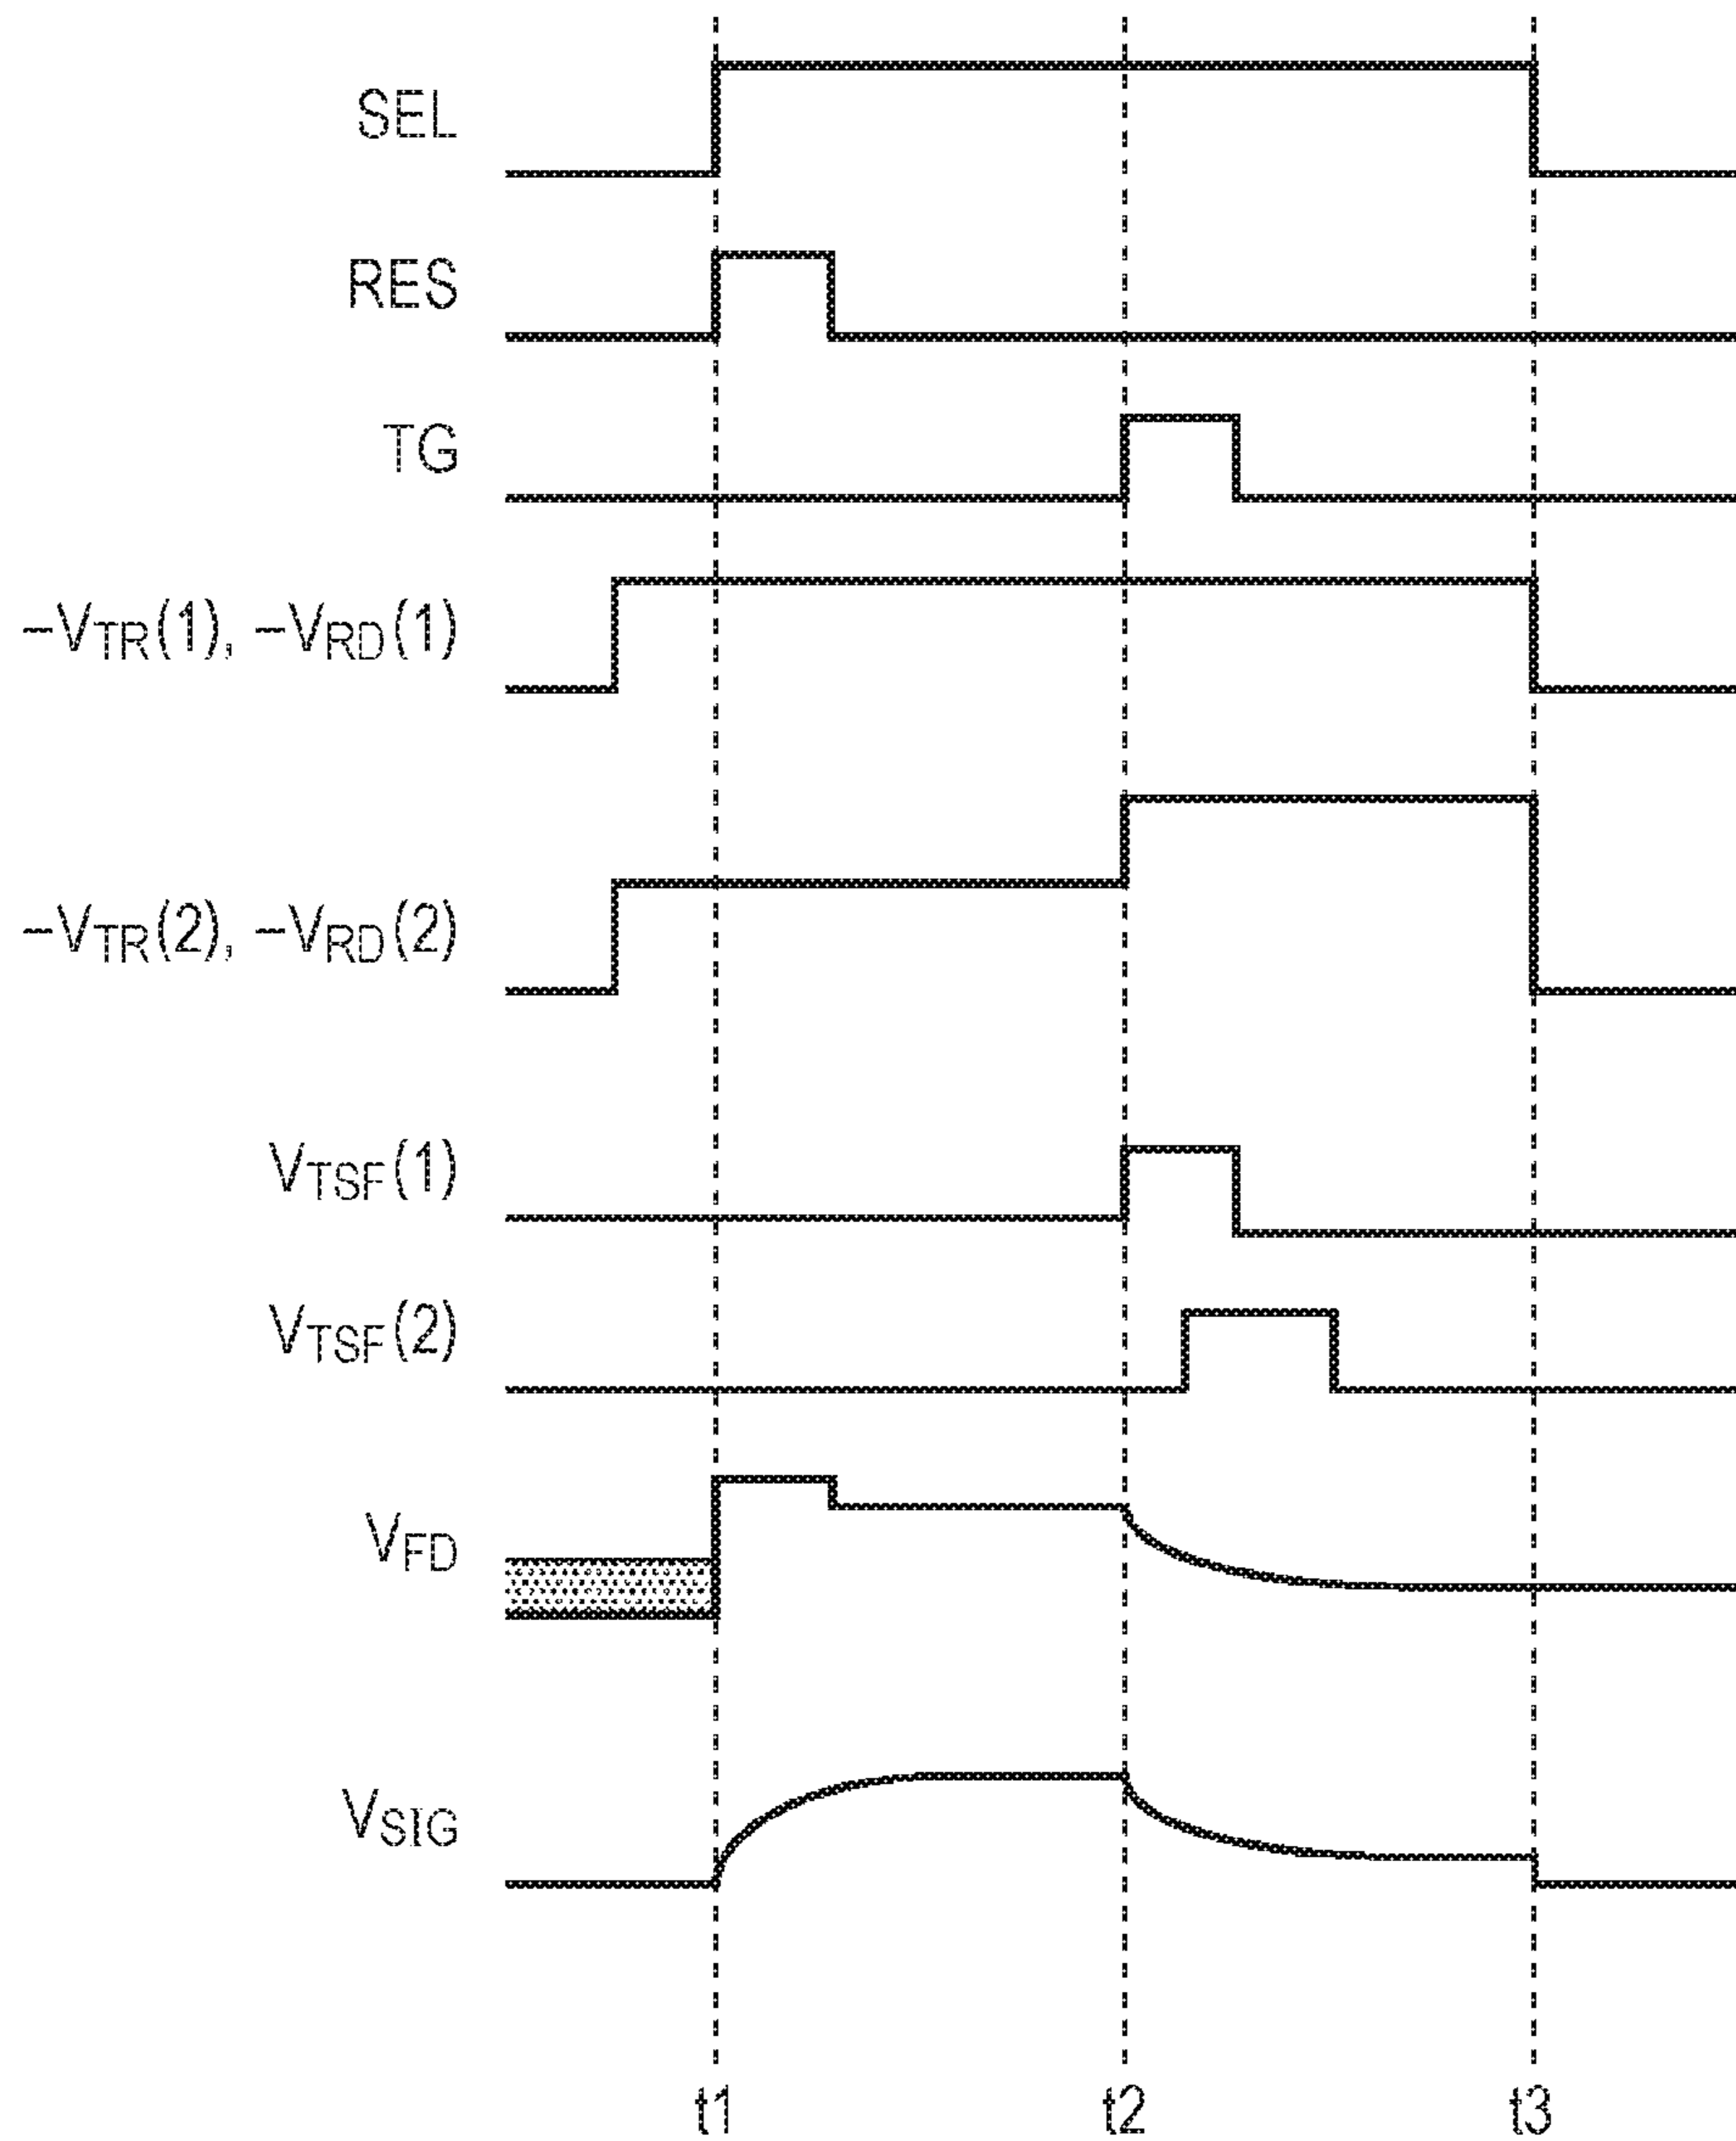 SEL
RES
TG
–VTR(1), –VRD(1)
–VTR(2), –VRD(2)
VTSF(1)
VTSF(2)
VFD
VSIG
t1 t2 t3